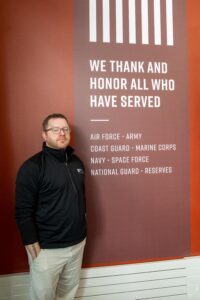 WE THANK AND
HONOR ALL WHO
HAVE SERVED
AIR FORCE • ARMY
COAST GUARD • MARINE CORPS
NAVY • SPACE FORCE
NATIONAL GUARD • RESERVES